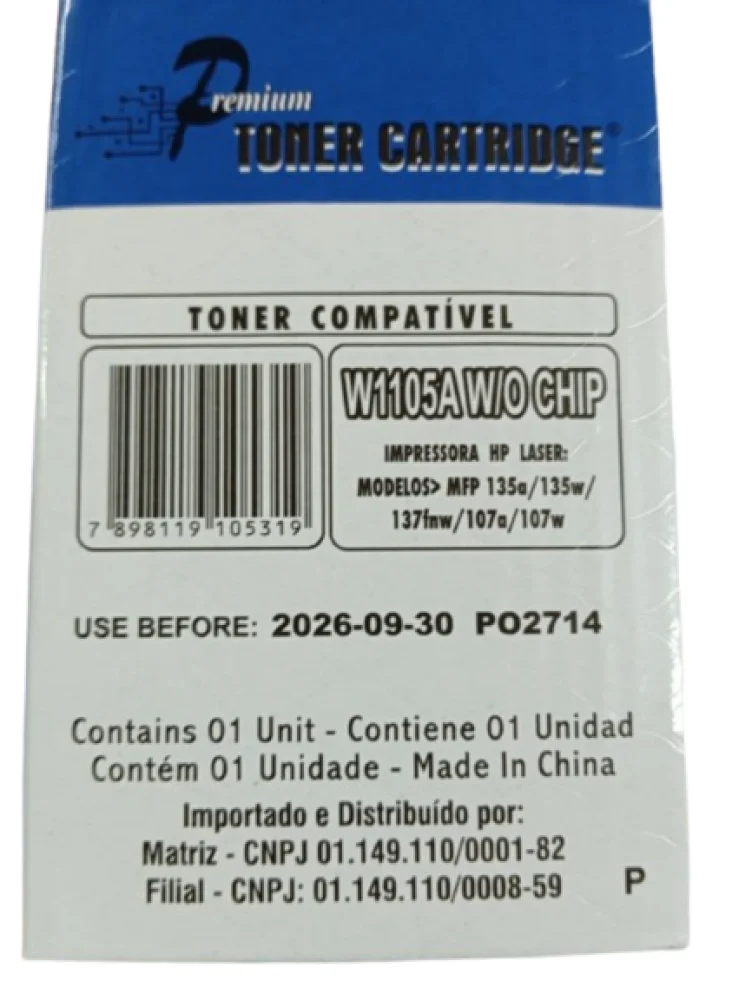 Premium
TONER CARTRIDGE®
TONER COMPATÍVEL
7 898119 105319
W1105A W/O CHIP
IMPRESSORA HP LASER:
MODELOS> MFP 135a/135w/
137fnw/107a/107w
USE BEFORE: 2026-09-30 PO2714
Contains 01 Unit - Contiene 01 Unidad
Contém 01 Unidade - Made In China
Importado e Distribuído por:
Matriz - CNPJ 01.149.110/0001-82
Filial - CNPJ: 01.149.110/0008-59
P